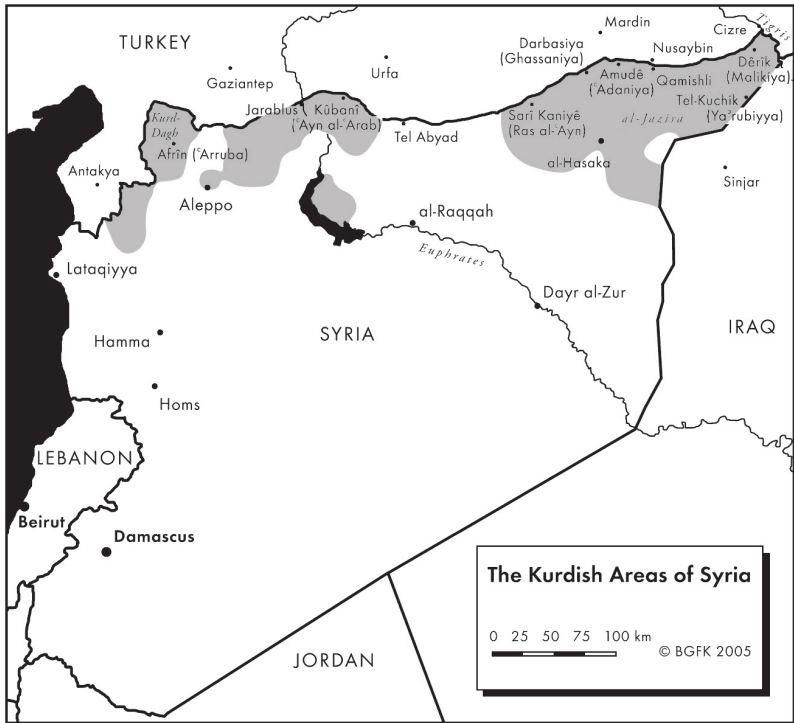 TURKEY
Mardin
Cizre
Tigris
Darbasiya
(Ghassaniya)
Nusaybin
Gaziantep
Urfa
Amudê
(ʿAdaniya)
Qamishli
Dêrik
(Malikiya)
Kurd-
Dagh
Jarablus
Kûbanî
(ʿAyn al-ʿArab)
Sarî Kaniyê
(Ras al-ʿAyn)
al-Jazira
Tel-Kuchik
(Yaʾrubiyya)
Afrîn (ʿArruba)
Tel Abyad
al-Hasaka
Antakya
Sinjar
Aleppo
al-Raqqah
Lataqiyya
Euphrates
Dayr al-Zur
Hamma
SYRIA
IRAQ
Homs
LEBANON
Beirut
Damascus
JORDAN
The Kurdish Areas of Syria
0 25 50 75 100 km
© BGFK 2005